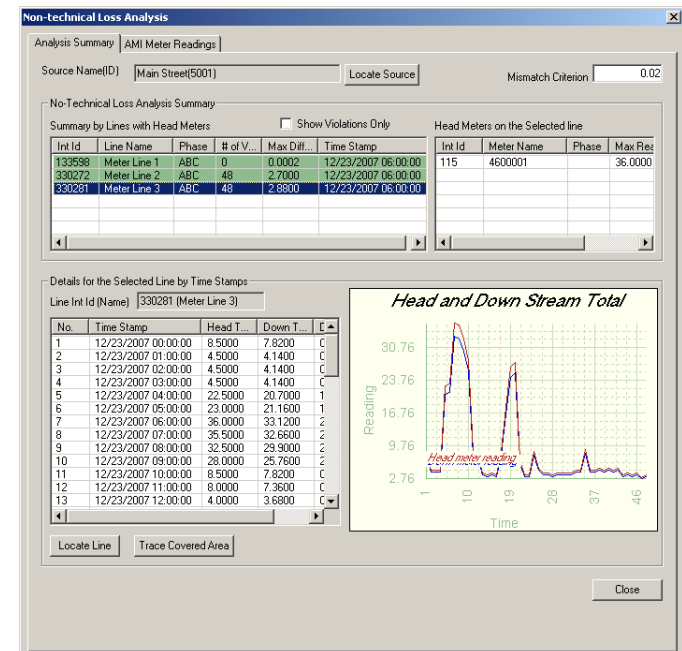 Non-technical Loss Analysis
Analysis Summary AMI Meter Readings
Source Name(ID) Main Street(5001) Locate Source Mismatch Criterion 0.02
No-Technical Loss Analysis Summary
Summary by Lines with Head Meters Show Violations Only Head Meters on the Selected line
Int Id Line Name Phase # of V... Max Diff... Time Stamp Int Id Meter Name Phase Max Rea
133598 Meter Line 1 ABC 0 0.0002 12/23/2007 06:00:00 115 4600001 36.0000
330272 Meter Line 2 ABC 48 2.7000 12/23/2007 06:00:00
330281 Meter Line 3 ABC 48 2.8800 12/23/2007 06:00:00
Details for the Selected Line by Time Stamps
Line Int Id (Name) 330281 (Meter Line 3)
No. Time Stamp Head T... Down T...
1 12/23/2007 00:00:00 8.5000 7.8200
2 12/23/2007 01:00:00 4.5000 4.1400
3 12/23/2007 02:00:00 4.5000 4.1400
4 12/23/2007 03:00:00 4.5000 4.1400
5 12/23/2007 04:00:00 22.5000 20.7000 1
6 12/23/2007 05:00:00 23.0000 21.1600 1
7 12/23/2007 06:00:00 36.0000 33.1200 2
8 12/23/2007 07:00:00 35.5000 32.6600 2
9 12/23/2007 08:00:00 32.5000 29.9000 2
10 12/23/2007 09:00:00 28.0000 25.7600 2
11 12/23/2007 10:00:00 8.5000 7.8200
12 12/23/2007 11:00:00 8.0000 7.3600
13 12/23/2007 12:00:00 4.0000 3.6800
Head and Down Stream Total
30.76
23.76
16.76
9.76
2.76
Reading
Head meter reading
1 10 19 28 37 46
Time
Locate Line Trace Covered Area
Close